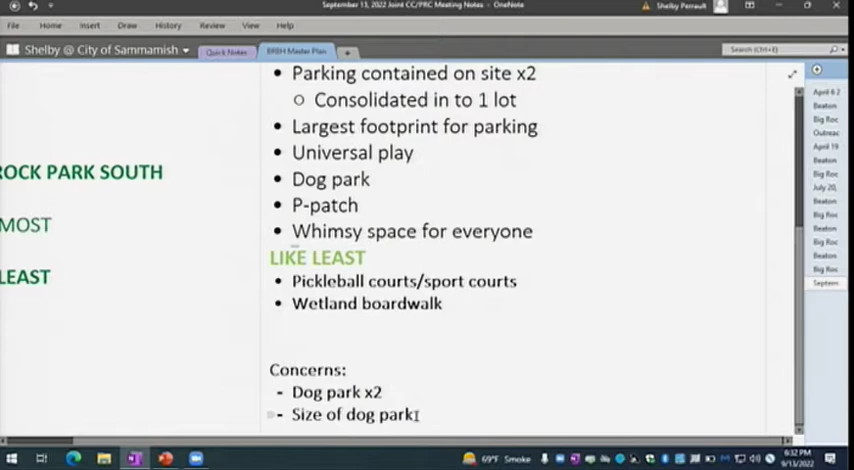 September 13, 2022 Joint CC/PRC Meeting Notes - OneNote
Shelby Perrault
File Home Insert Draw History Review View Help
Shelby @ City of Sammamish
Quick Notes
BRBH Master Plan
Search (Ctrl+E)
• Parking contained on site x2
o Consolidated in to 1 lot
• Largest footprint for parking
• Universal play
• Dog park
• P-patch
• Whimsy space for everyone
LIKE LEAST
• Pickleball courts/sport courts
• Wetland boardwalk
Concerns:
- Dog park x2
- Size of dog park
ROCK PARK SOUTH
MOST
LEAST
April 6 2
Beaton
Big Roc
Outreac
April 19
Beaton
Big Roc
July 20,
Beaton
Big Roc
Beaton
Big Roc
Beaton
Big Roc
Septem
69°F Smoke
6:32 PM
9/13/2022